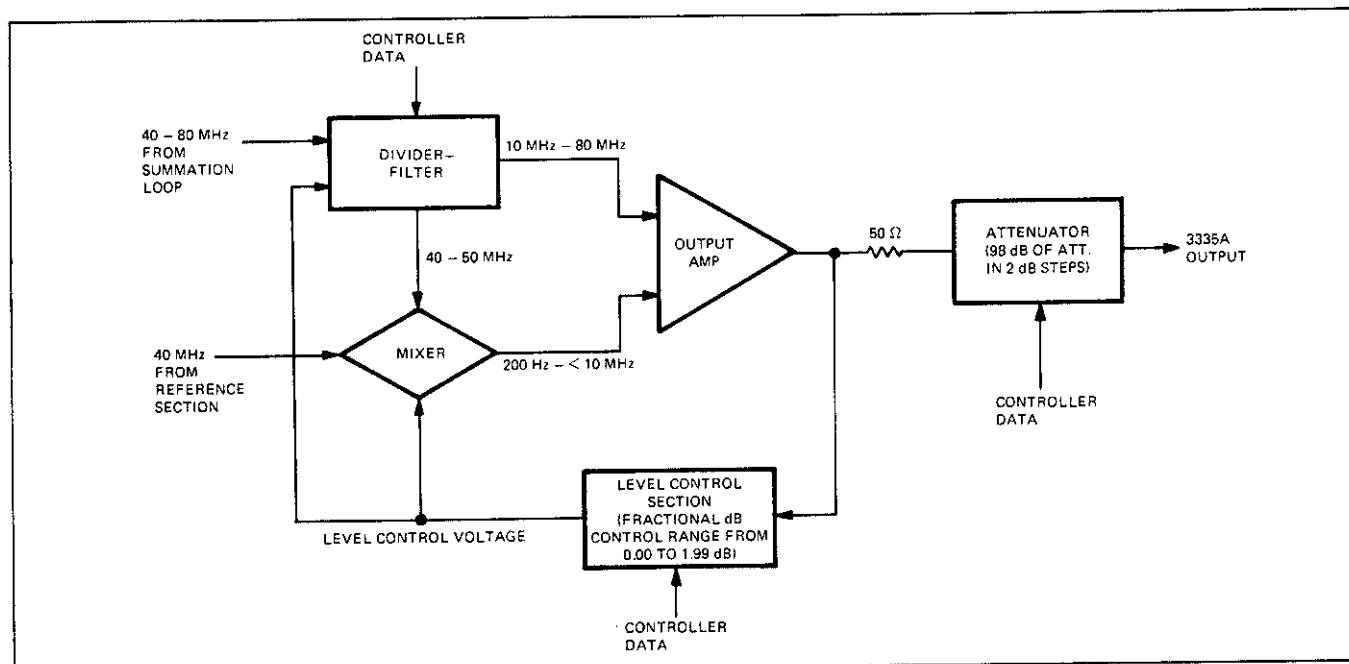 CONTROLLER
DATA
40 – 80 MHz
FROM
SUMMATION
LOOP
DIVIDER–
FILTER
10 MHz – 80 MHz
40 – 50 MHz
OUTPUT
AMP
50 Ω
ATTENUATOR
(98 dB OF ATT.
IN 2 dB STEPS)
3335A
OUTPUT
40 MHz
FROM
REFERENCE
SECTION
MIXER
200 Hz – < 10 MHz
CONTROLLER
DATA
LEVEL CONTROL
SECTION
(FRACTIONAL dB
CONTROL RANGE FROM
0.00 TO 1.99 dB)
LEVEL CONTROL VOLTAGE
CONTROLLER
DATA